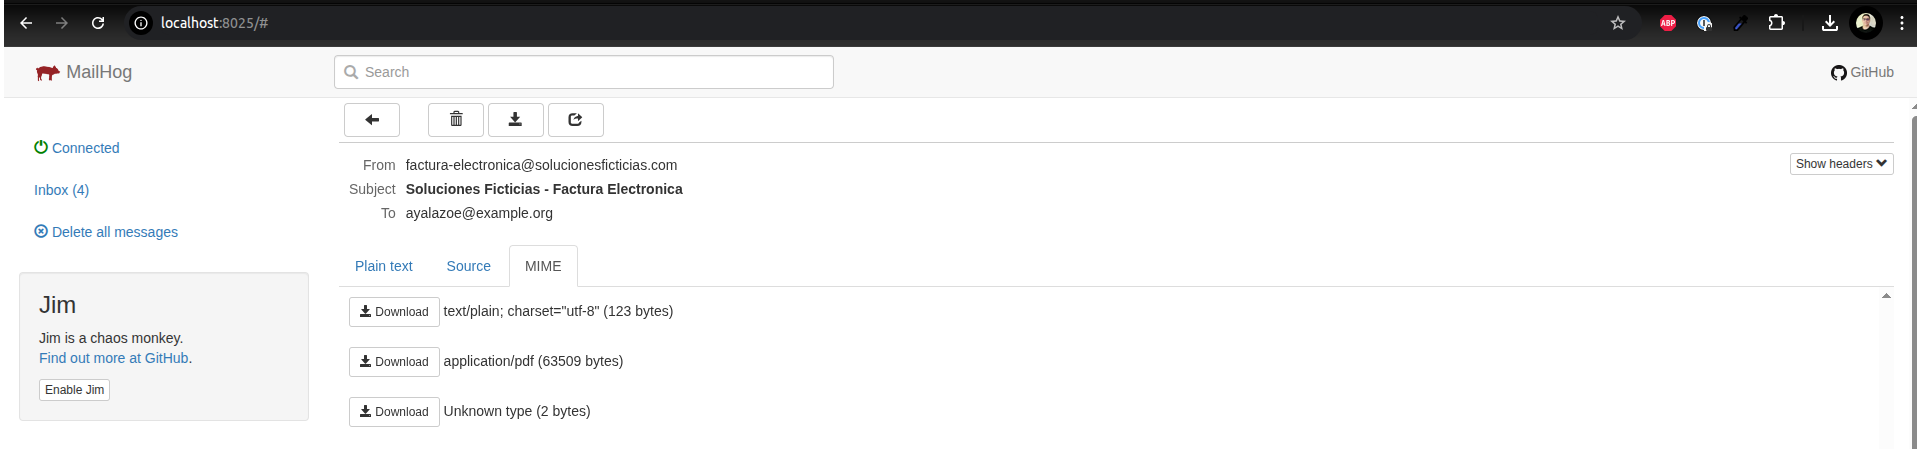 localhost:8025/#
ABP
MailHog
Search
GitHub
Connected
Inbox (4)
Delete all messages
Jim
Jim is a chaos monkey.
Find out more at GitHub.
Enable Jim
From factura-electronica@solucionesficticias.com
Show headers
Subject Soluciones Ficticias - Factura Electronica
To ayalazoe@example.org
Plain text Source MIME
Download text/plain; charset="utf-8" (123 bytes)
Download application/pdf (63509 bytes)
Download Unknown type (2 bytes)